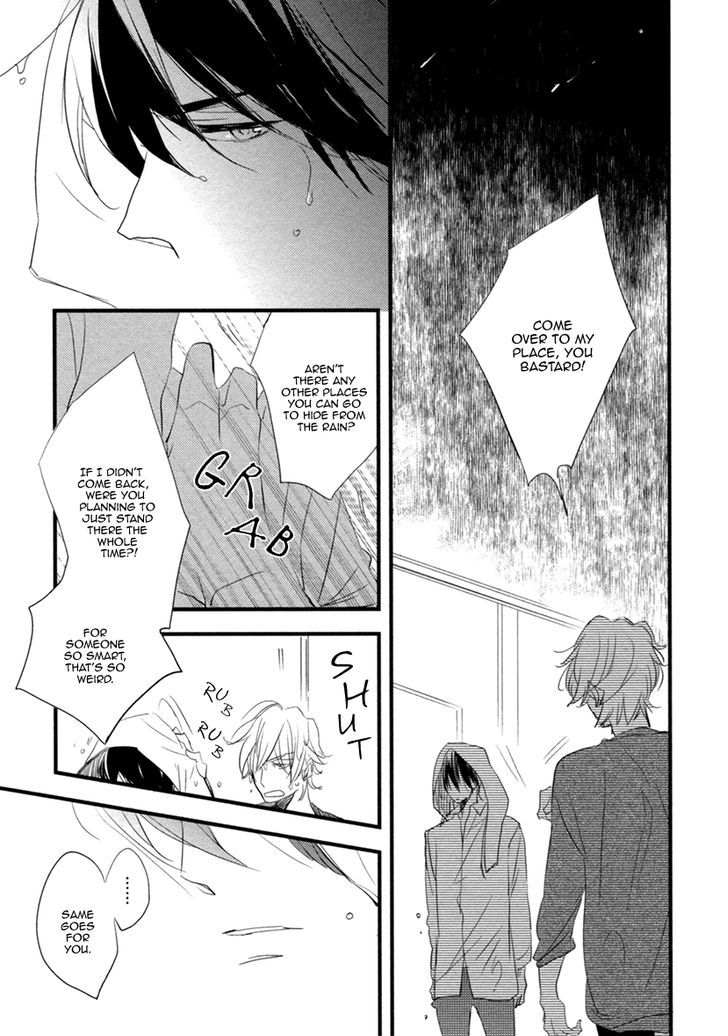 COME
OVER TO MY
PLACE, YOU
BASTARD!
AREN'T
THERE ANY
OTHER PLACES
YOU CAN GO
TO HIDE FROM
THE RAIN?
GRAB
IF I DIDN'T
COME BACK,
WERE YOU
PLANNING TO
JUST STAND
THERE THE
WHOLE
TIME?!
FOR
SOMEONE
SO SMART,
THAT'S SO
WEIRD.
SHUT
RUB
RUB
......
SAME
GOES
FOR
YOU.